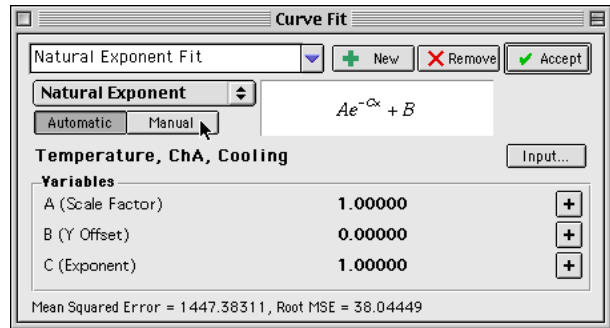 Curve Fit
Natural Exponent Fit New Remove Accept
Natural Exponent
Ae^{-Cx} + B
Automatic Manual
Temperature, ChA, Cooling Input...
Variables
A (Scale Factor) 1.00000 +
B (Y Offset) 0.00000 +
C (Exponent) 1.00000 +
Mean Squared Error = 1447.38311, Root MSE = 38.04449